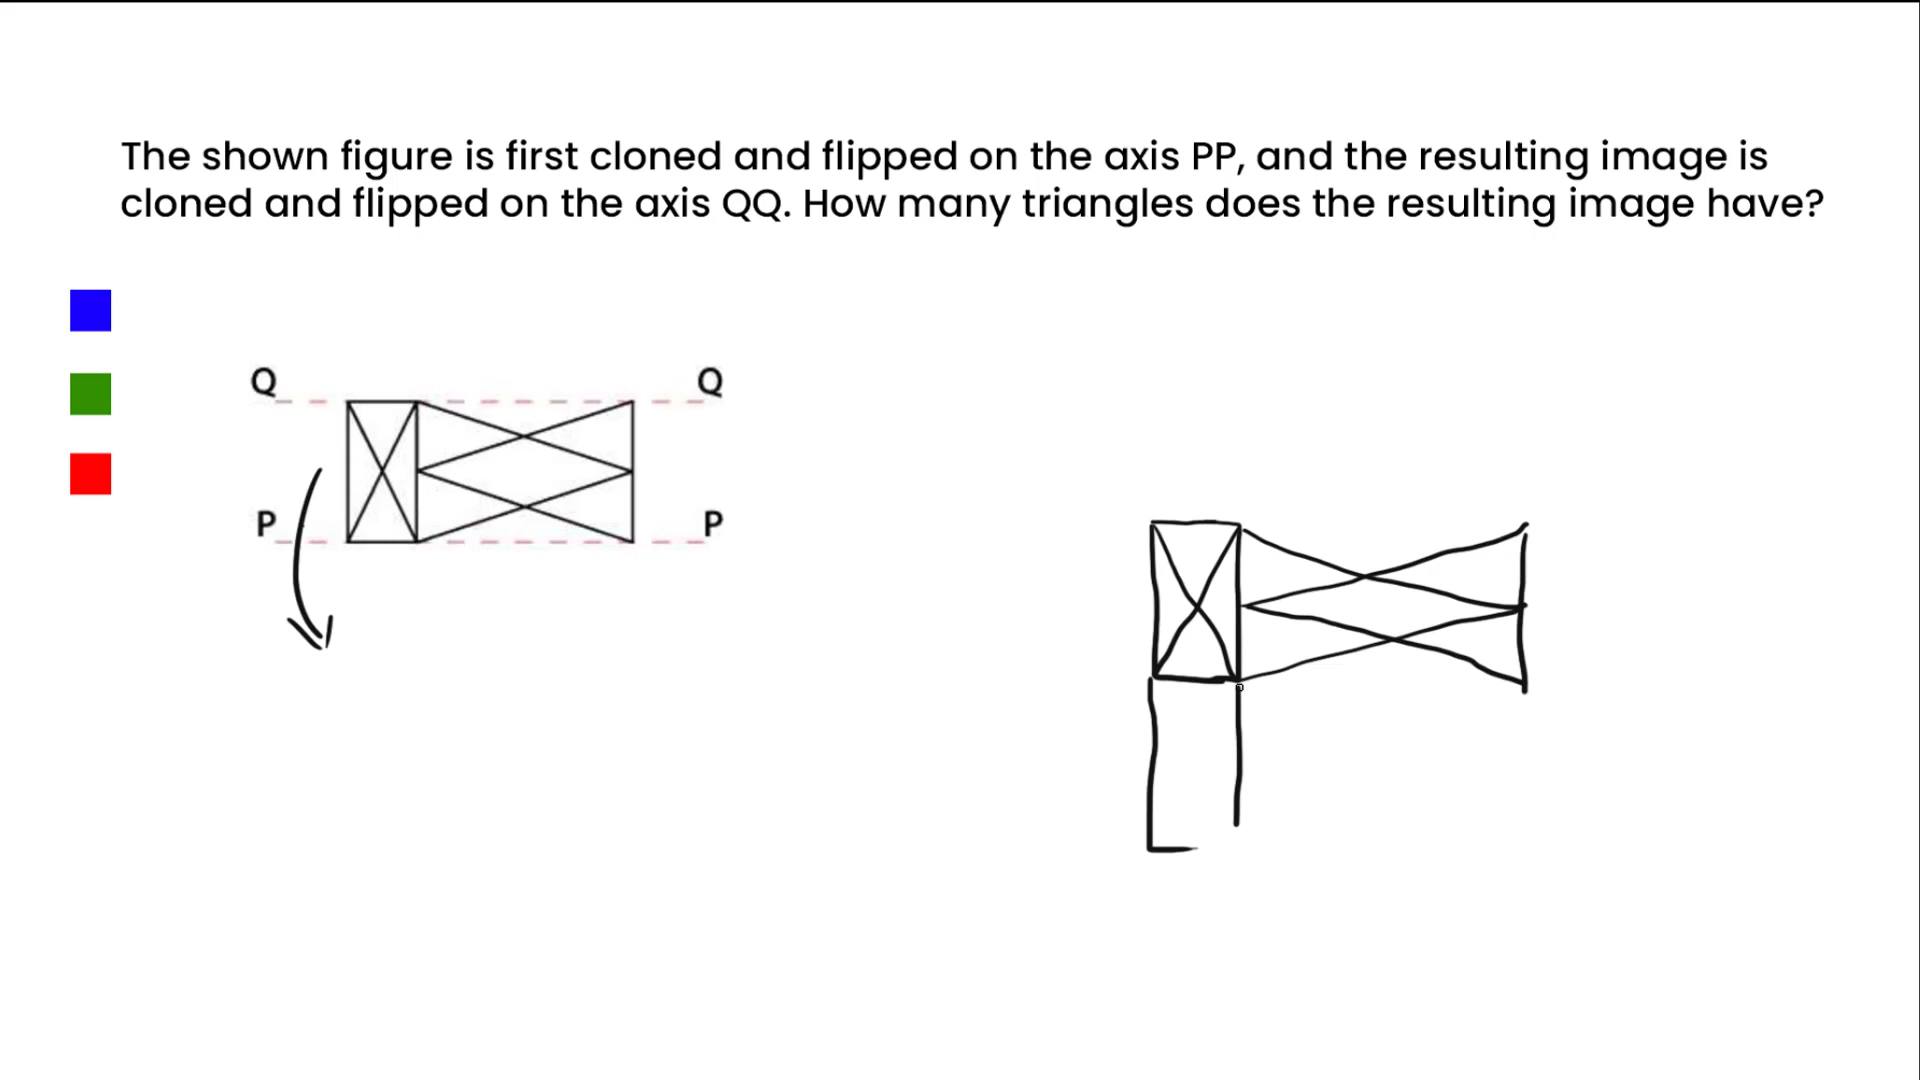 The shown figure is first cloned and flipped on the axis PP, and the resulting image is
cloned and flipped on the axis QQ. How many triangles does the resulting image have?
Q Q
P P